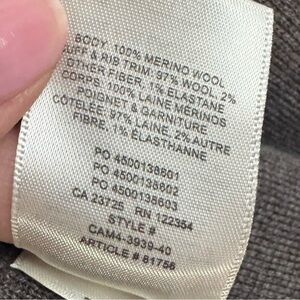 BODY: 100% MERINO WOOL
CUFF & RIB TRIM: 97% WOOL, 2%
OTHER FIBER, 1% ELASTANE
CORPS: 100% LAINE MERINOS
POIGNET & GARNITURE
CÔTELÉE: 97% LAINE, 2% AUTRE
FIBRE, 1% ÉLASTHANNE
PO 4500138601
PO 4500138602
PO 4500138603
CA 23725 RN 122354
STYLE #
CAM4-3939-40
ARTICLE # 81756